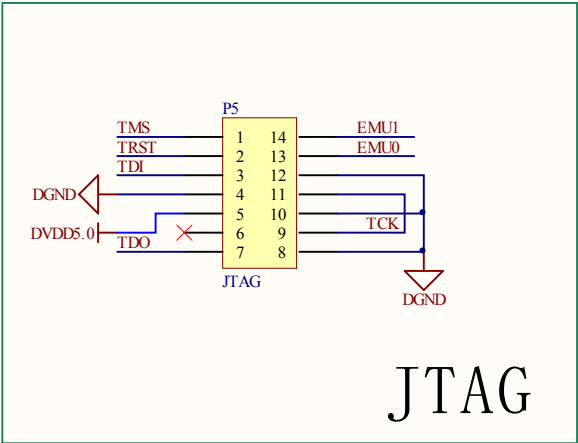 P5
TMS 1 14 EMU1
TRST 2 13 EMU0
TDI 3 12
DGND 4 11
5 10
DVDD5.0 6 9 TCK
TDO 7 8
JTAG
DGND
JTAG